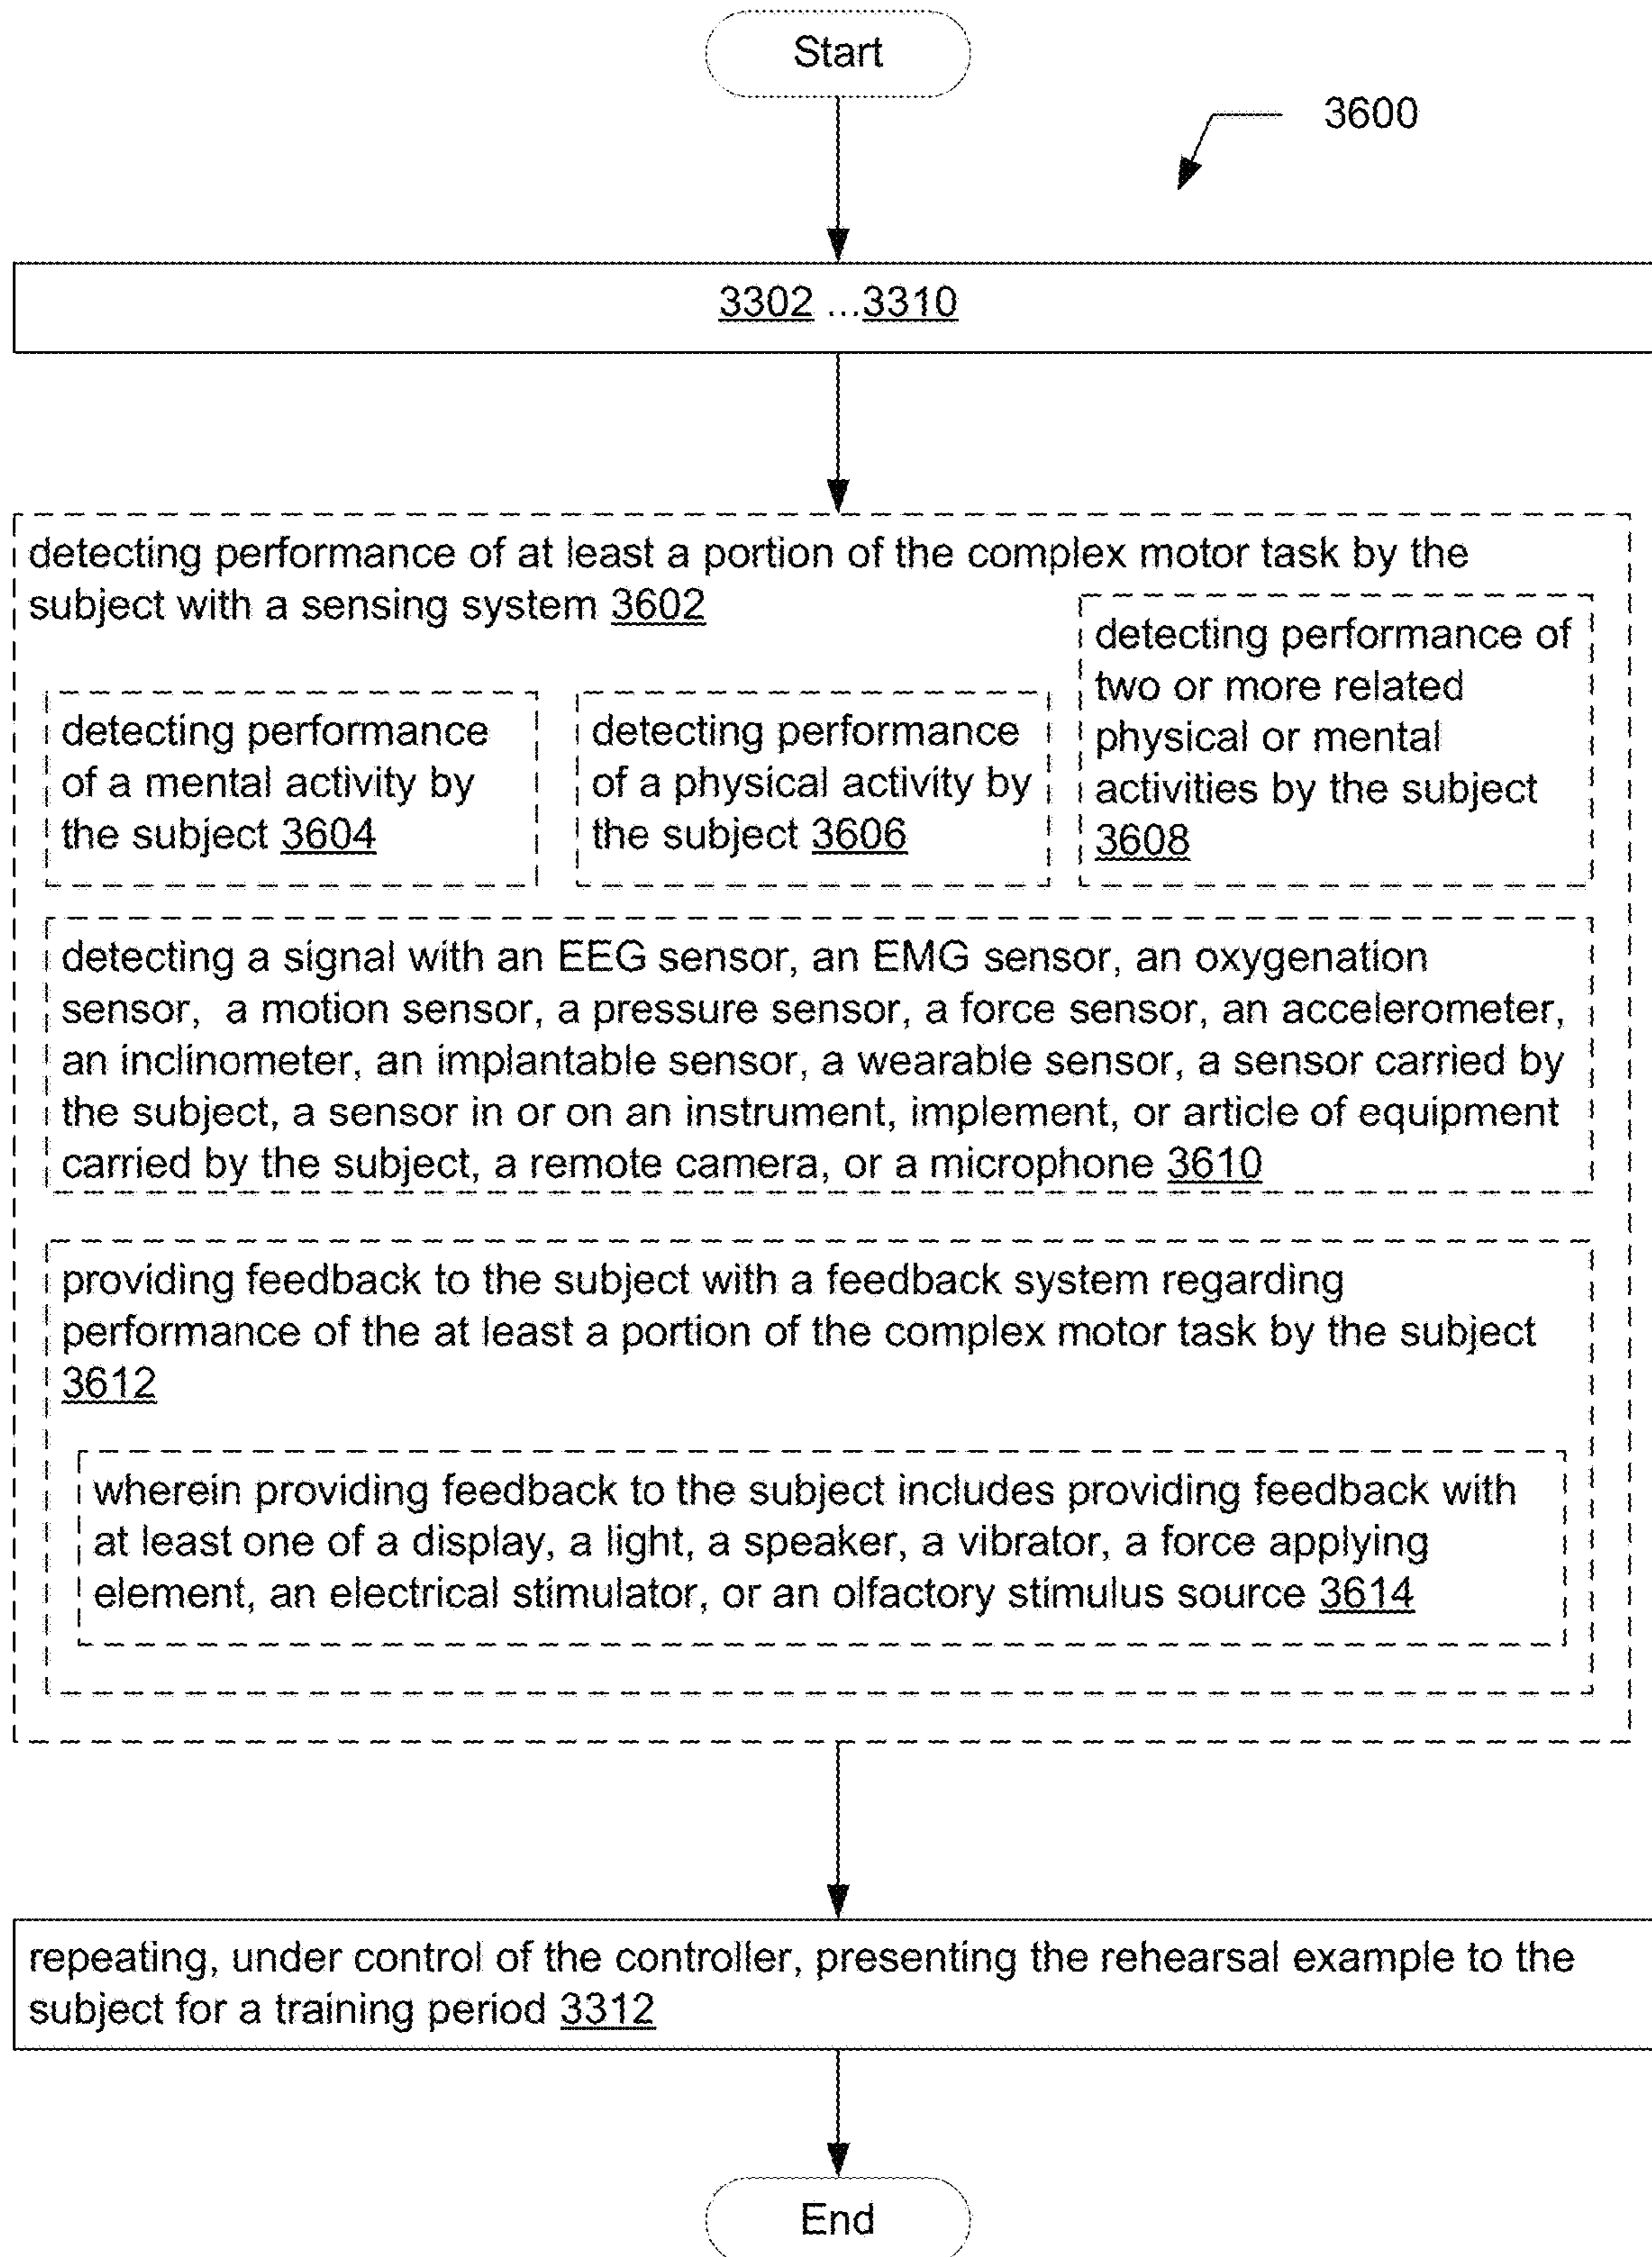 Start
3600
3302 ...3310
detecting performance of at least a portion of the complex motor task by the
subject with a sensing system 3602
detecting performance
of a mental activity by
the subject 3604
detecting performance
of a physical activity by
the subject 3606
detecting performance of
two or more related
physical or mental
activities by the subject
3608
detecting a signal with an EEG sensor, an EMG sensor, an oxygenation
sensor, a motion sensor, a pressure sensor, a force sensor, an accelerometer,
an inclinometer, an implantable sensor, a wearable sensor, a sensor carried by
the subject, a sensor in or on an instrument, implement, or article of equipment
carried by the subject, a remote camera, or a microphone 3610
providing feedback to the subject with a feedback system regarding
performance of the at least a portion of the complex motor task by the subject
3612
wherein providing feedback to the subject includes providing feedback with
at least one of a display, a light, a speaker, a vibrator, a force applying
element, an electrical stimulator, or an olfactory stimulus source 3614
repeating, under control of the controller, presenting the rehearsal example to the
subject for a training period 3312
End